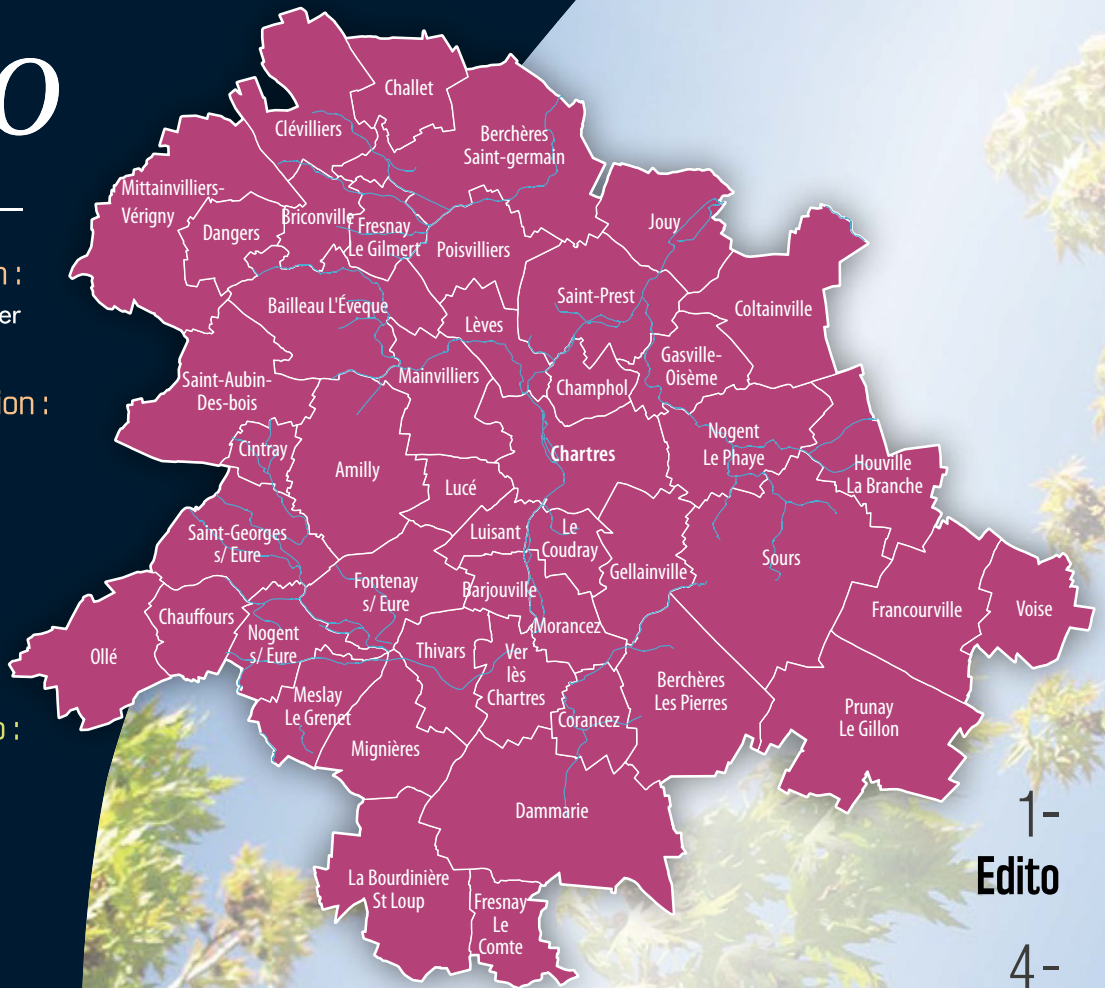 o
n :
er
ion :
o :
Challet
Clévilliers
Berchères
Saint-germain
Mittainvilliers-
Vérigny
Dangers
Briconville
Fresnay
Le Gilmert
Poisvilliers
Jouy
Bailleau L'Éveque
Lèves
Saint-Prest
Coltainville
Saint-Aubin-
Des-bois
Mainvilliers
Champhol
Gasville-
Oisème
Cintray
Amilly
Lucé
Chartres
Nogent
Le Phaye
Houville
La Branche
Saint-Georges
s/ Eure
Luisant
Le
Coudray
Gellainville
Sours
Fontenay
s/ Eure
Barjouville
Francourville
Voise
Chauffours
Nogent
s/ Eure
Morancez
Ollé
Thivars
Ver
lès
Chartres
Meslay
Le Grenet
Mignières
Corancez
Berchères
Les Pierres
Prunay
Le Gillon
Dammarie
La Bourdinière
St Loup
Fresnay
Le
Comte
1-
Edito
4-